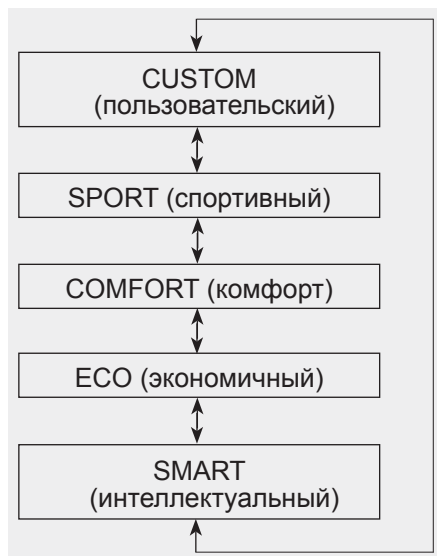 CUSTOM
(пользовательский)
SPORT (спортивный)
COMFORT (комфорт)
ECO (экономичный)
SMART
(интеллектуальный)